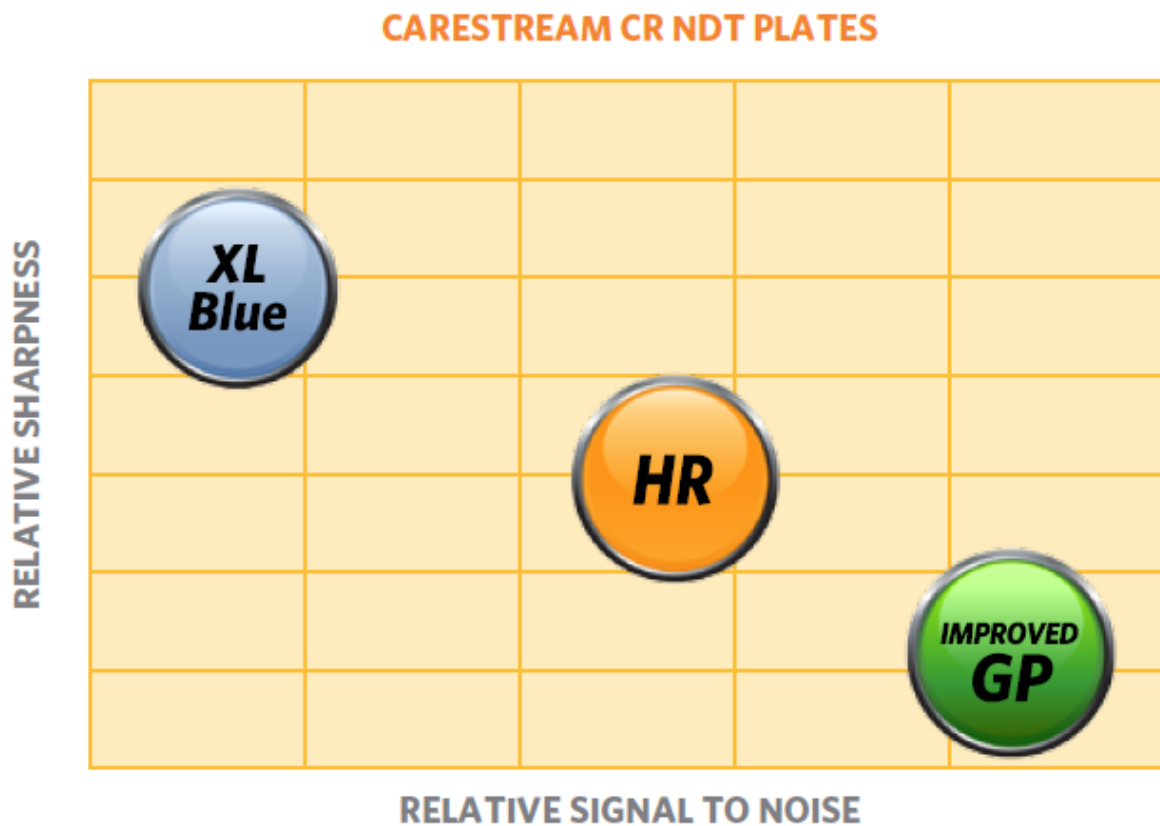 CARESTREAM CR NDT PLATES
RELATIVE SHARPNESS
XL
Blue
HR
IMPROVED
GP
RELATIVE SIGNAL TO NOISE